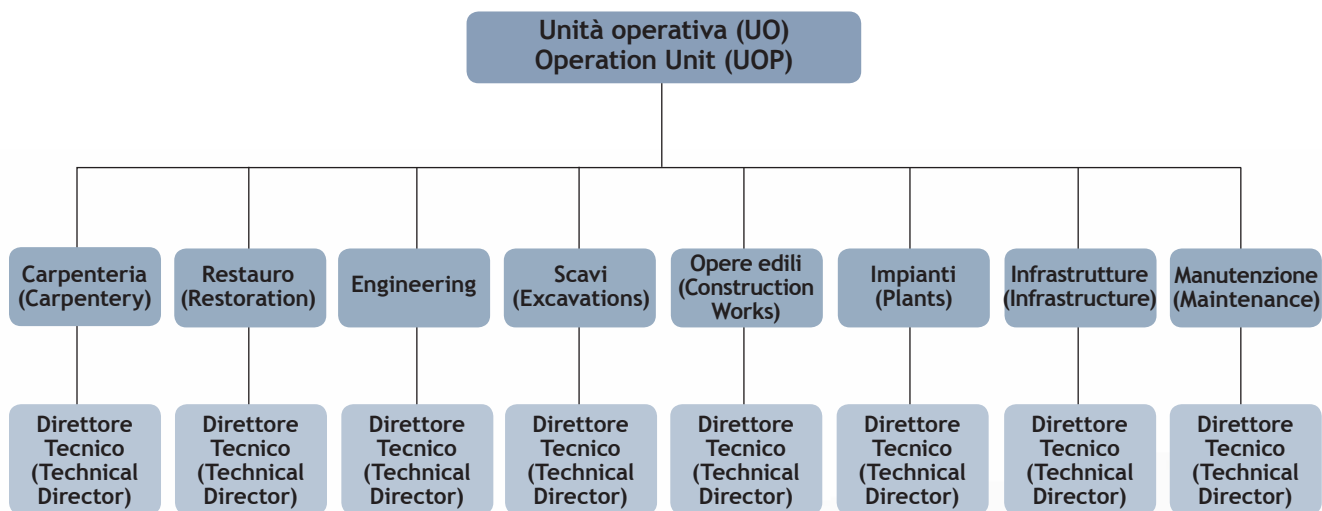 Unità operativa (UO)
Operation Unit (UOP)
Carpenteria
(Carpentery)
Restauro
(Restoration)
Engineering
Scavi
(Excavations)
Opere edili
(Construction
Works)
Impianti
(Plants)
Infrastrutture
(Infrastructure)
Manutenzione
(Maintenance)
Direttore
Tecnico
(Technical
Director)
Direttore
Tecnico
(Technical
Director)
Direttore
Tecnico
(Technical
Director)
Direttore
Tecnico
(Technical
Director)
Direttore
Tecnico
(Technical
Director)
Direttore
Tecnico
(Technical
Director)
Direttore
Tecnico
(Technical
Director)
Direttore
Tecnico
(Technical
Director)